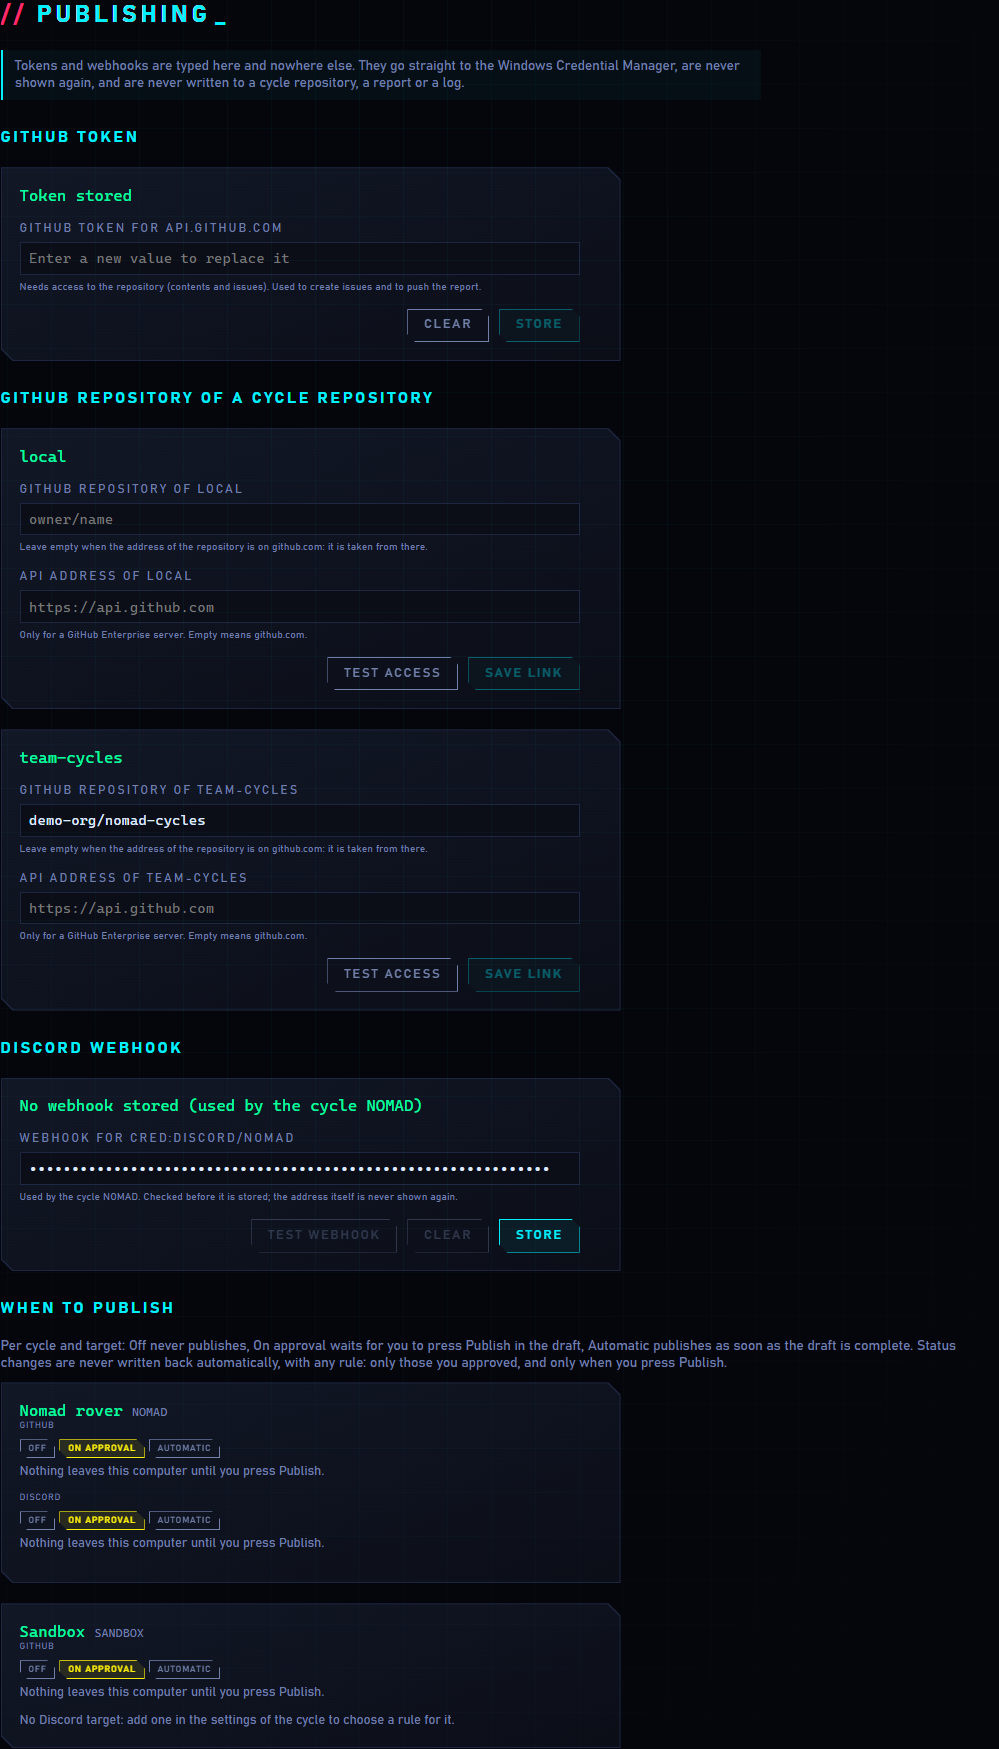 // PUBLISHING_
Tokens and webhooks are typed here and nowhere else. They go straight to the Windows Credential Manager, are never
shown again, and are never written to a cycle repository, a report or a log.
GITHUB TOKEN
Token stored
GITHUB TOKEN FOR API.GITHUB.COM
Enter a new value to replace it
Needs access to the repository (contents and issues). Used to create issues and to push the report.
CLEAR STORE
GITHUB REPOSITORY OF A CYCLE REPOSITORY
local
GITHUB REPOSITORY OF LOCAL
owner/name
Leave empty when the address of the repository is on github.com: it is taken from there.
API ADDRESS OF LOCAL
https://api.github.com
Only for a GitHub Enterprise server. Empty means github.com.
TEST ACCESS SAVE LINK
team-cycles
GITHUB REPOSITORY OF TEAM-CYCLES
demo-org/nomad-cycles
Leave empty when the address of the repository is on github.com: it is taken from there.
API ADDRESS OF TEAM-CYCLES
https://api.github.com
Only for a GitHub Enterprise server. Empty means github.com.
TEST ACCESS SAVE LINK
DISCORD WEBHOOK
No webhook stored (used by the cycle NOMAD)
WEBHOOK FOR CRED:DISCORD/NOMAD
Used by the cycle NOMAD. Checked before it is stored; the address itself is never shown again.
TEST WEBHOOK CLEAR STORE
WHEN TO PUBLISH
Per cycle and target: Off never publishes, On approval waits for you to press Publish in the draft, Automatic publishes as soon as the draft is complete. Status
changes are never written back automatically, with any rule: only those you approved, and only when you press Publish.
Nomad rover NOMAD
GITHUB
OFF ON APPROVAL AUTOMATIC
Nothing leaves this computer until you press Publish.
DISCORD
OFF ON APPROVAL AUTOMATIC
Nothing leaves this computer until you press Publish.
Sandbox SANDBOX
GITHUB
OFF ON APPROVAL AUTOMATIC
Nothing leaves this computer until you press Publish.
No Discord target: add one in the settings of the cycle to choose a rule for it.